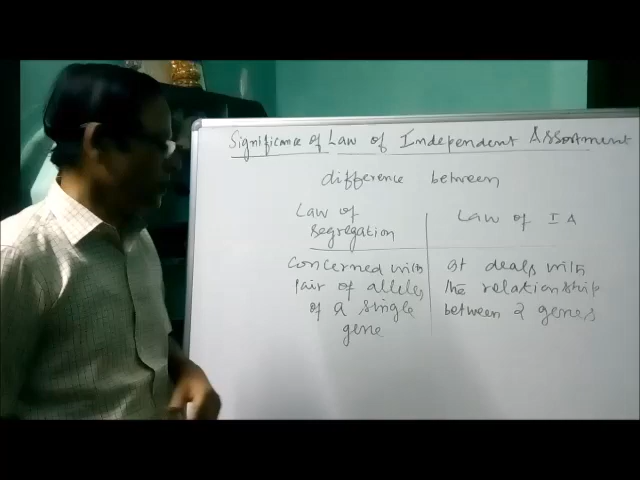 Significance of Law of Independent Assortment
difference between
Law of
segregation
Law of I A
Concerned with
pair of alleles
of a single
gene
It deals with
the relationship
between 2 genes